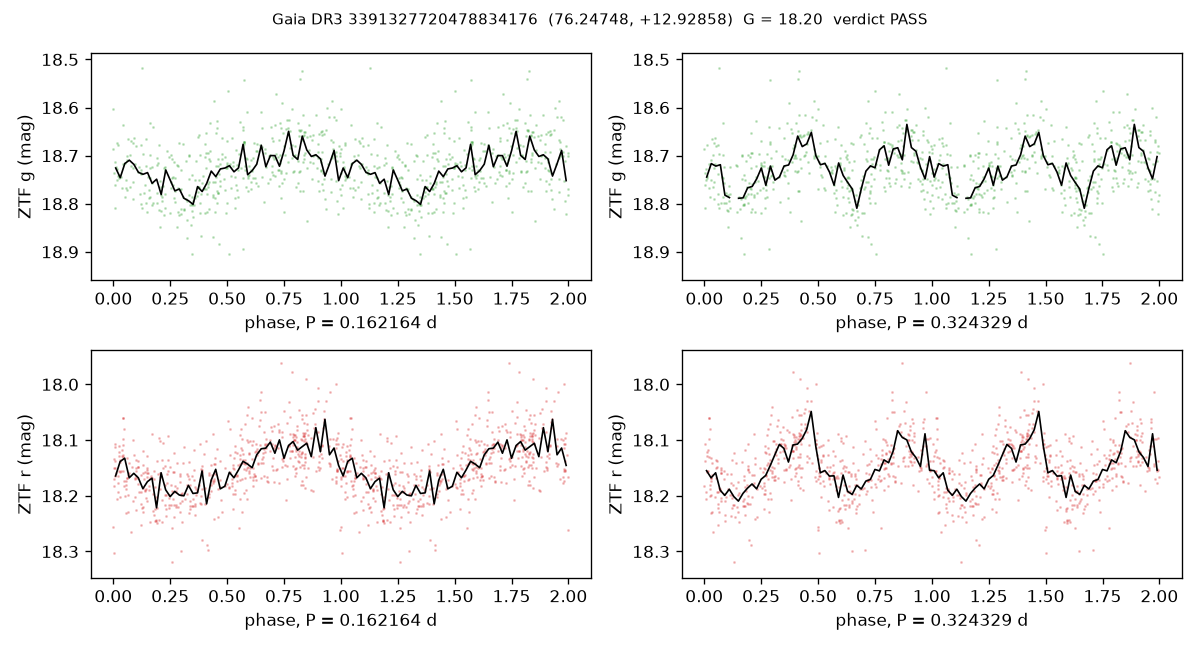 Gaia DR3 3391327720478834176  (76.24748, +12.92858)  G = 18.20  verdict PASS
18.5
18.6
18.7
18.8
18.9
ZTF g (mag)
0.00 0.25 0.50 0.75 1.00 1.25 1.50 1.75 2.00
phase, P = 0.162164 d
18.5
18.6
18.7
18.8
18.9
ZTF g (mag)
0.00 0.25 0.50 0.75 1.00 1.25 1.50 1.75 2.00
phase, P = 0.324329 d
18.0
18.1
18.2
18.3
ZTF r (mag)
0.00 0.25 0.50 0.75 1.00 1.25 1.50 1.75 2.00
phase, P = 0.162164 d
18.0
18.1
18.2
18.3
ZTF r (mag)
0.00 0.25 0.50 0.75 1.00 1.25 1.50 1.75 2.00
phase, P = 0.324329 d